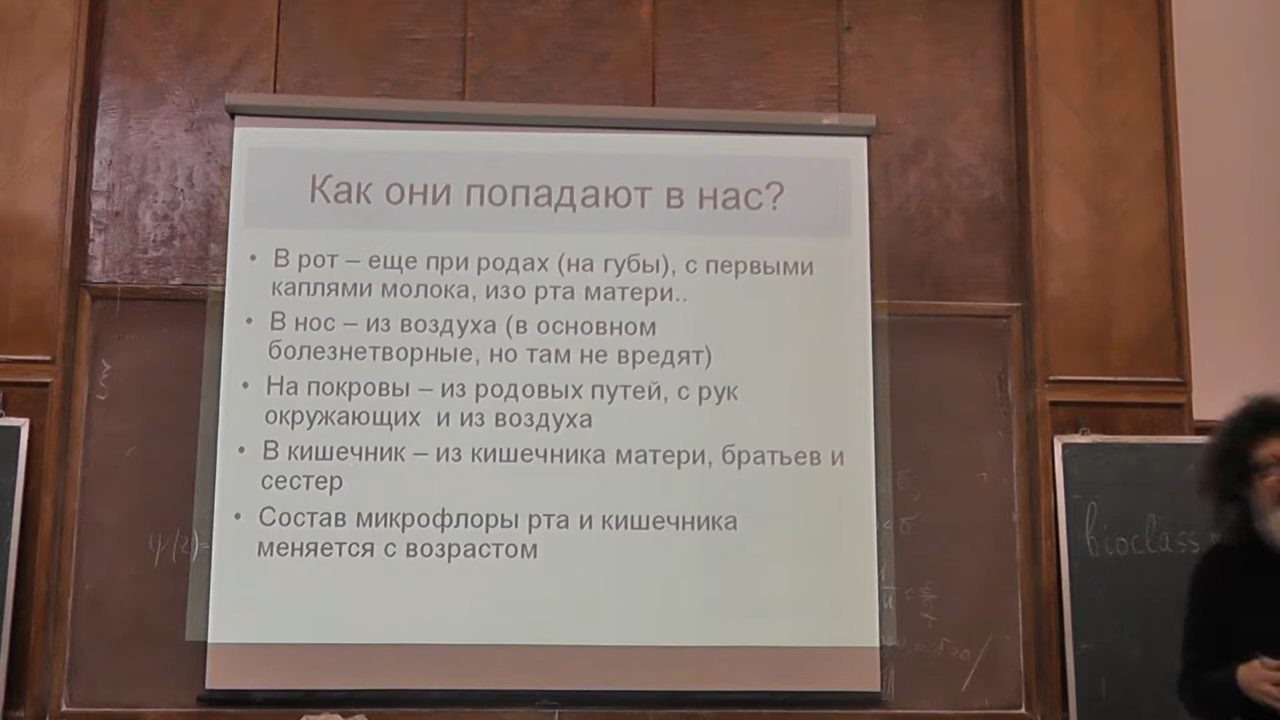 Как они попадают в нас?
• В рот – еще при родах (на губы), с первыми
каплями молока, изо рта матери..
• В нос – из воздуха (в основном
болезнетворные, но там не вредят)
• На покровы – из родовых путей, с рук
окружающих и из воздуха
• В кишечник – из кишечника матери, братьев и
сестер
• Состав микрофлоры рта и кишечника
меняется с возрастом
ψ(z)=
bioclass